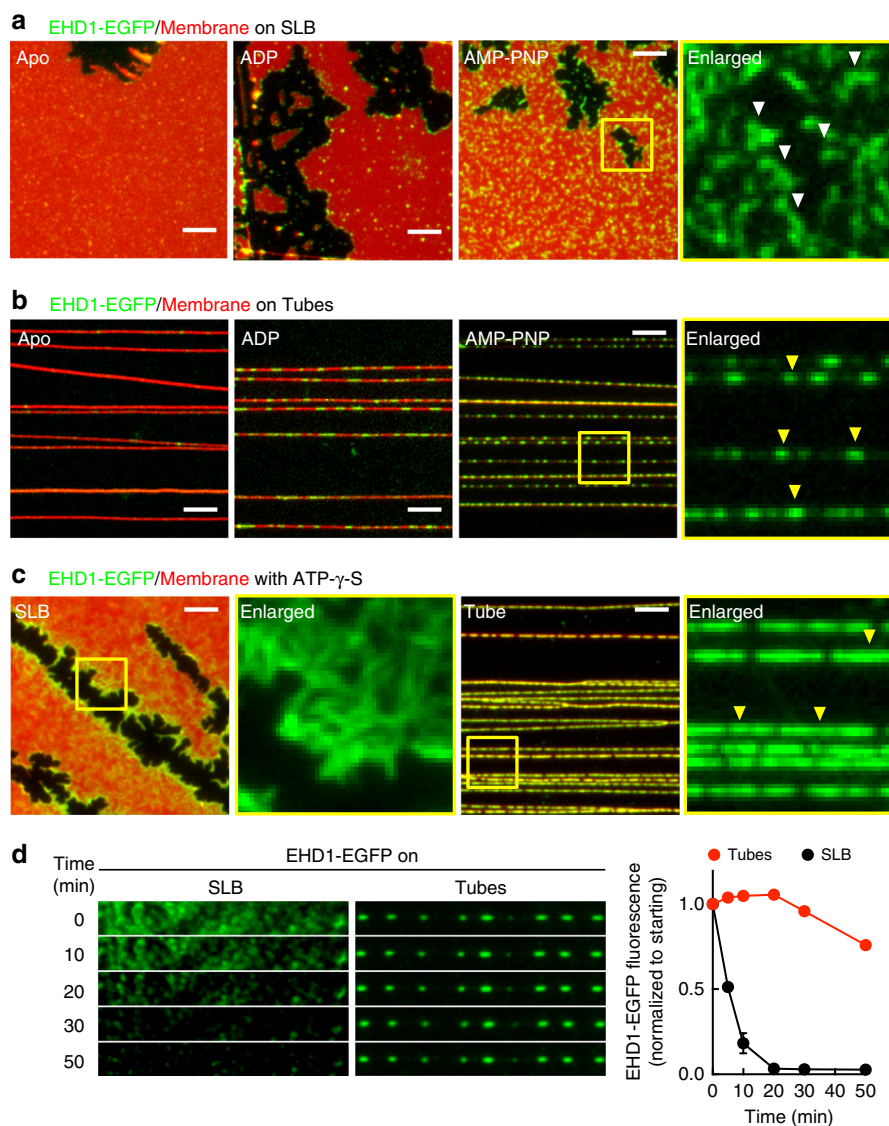 a EHD1-EGFP/Membrane on SLB
Apo
ADP
AMP-PNP
Enlarged
b EHD1-EGFP/Membrane on Tubes
Apo
ADP
AMP-PNP
Enlarged
c EHD1-EGFP/Membrane with ATP-γ-S
SLB
Enlarged
Tube
Enlarged
d
Time (min)
EHD1-EGFP on
SLB
Tubes
0
10
20
30
50
Tubes
SLB
EHD1-EGFP fluorescence
(normalized to starting)
1.0
0.5
0.0
0 10 20 30 40 50
Time (min)